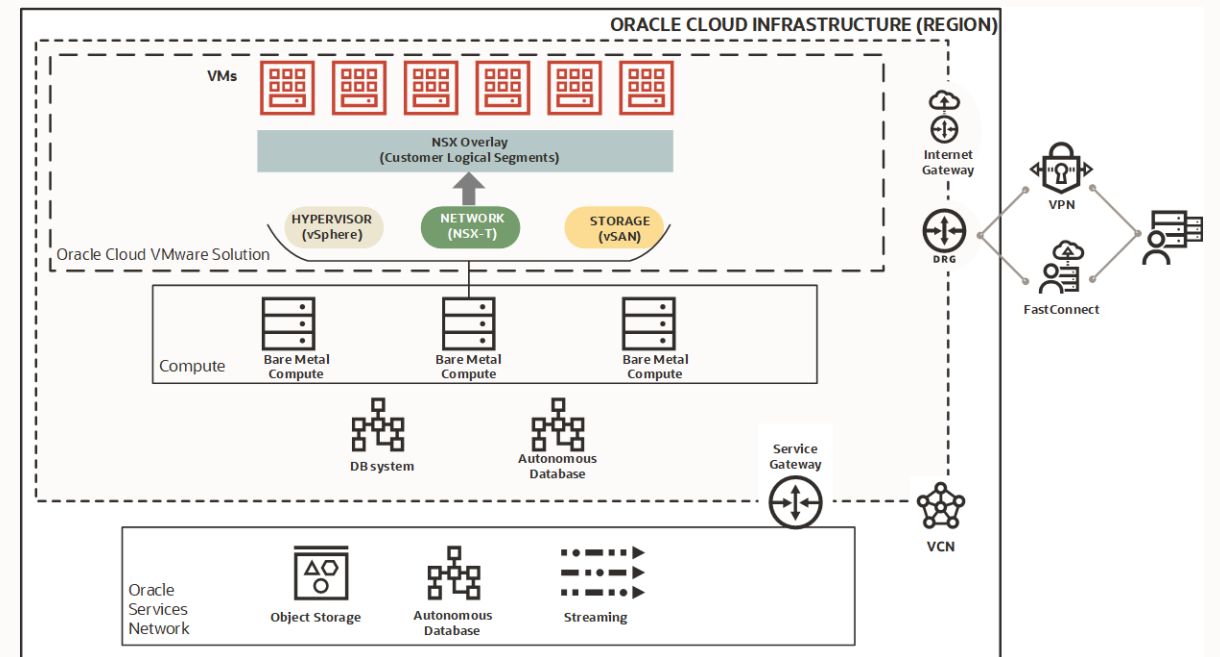 ORACLE CLOUD INFRASTRUCTURE (REGION)
VMs
NSX Overlay
(Customer Logical Segments)
HYPERVISOR
(vSphere)
NETWORK
(NSX-T)
STORAGE
(vSAN)
Oracle Cloud VMware Solution
Internet
Gateway
DRG
VPN
FastConnect
Compute
Bare Metal
Compute
Bare Metal
Compute
Bare Metal
Compute
DB system
Autonomous
Database
Service
Gateway
VCN
Oracle
Services
Network
Object Storage
Autonomous
Database
Streaming